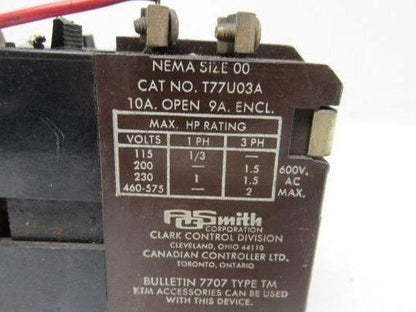 NEMA SIZE 00
CAT NO. T77U03A
10A. OPEN 9A. ENCL.
MAX. HP RATING
VOLTS 1 PH 3 PH
115 1/3 —
200 — 1.5
230 1 1.5
460-575 — 2
600V.
AC
MAX.
AOSmith
CORPORATION
CLARK CONTROL DIVISION
CLEVELAND, OHIO 44110
CANADIAN CONTROLLER LTD.
TORONTO, ONTARIO
BULLETIN 7707 TYPE TM
KTM ACCESSORIES CAN BE USED
WITH THIS DEVICE.